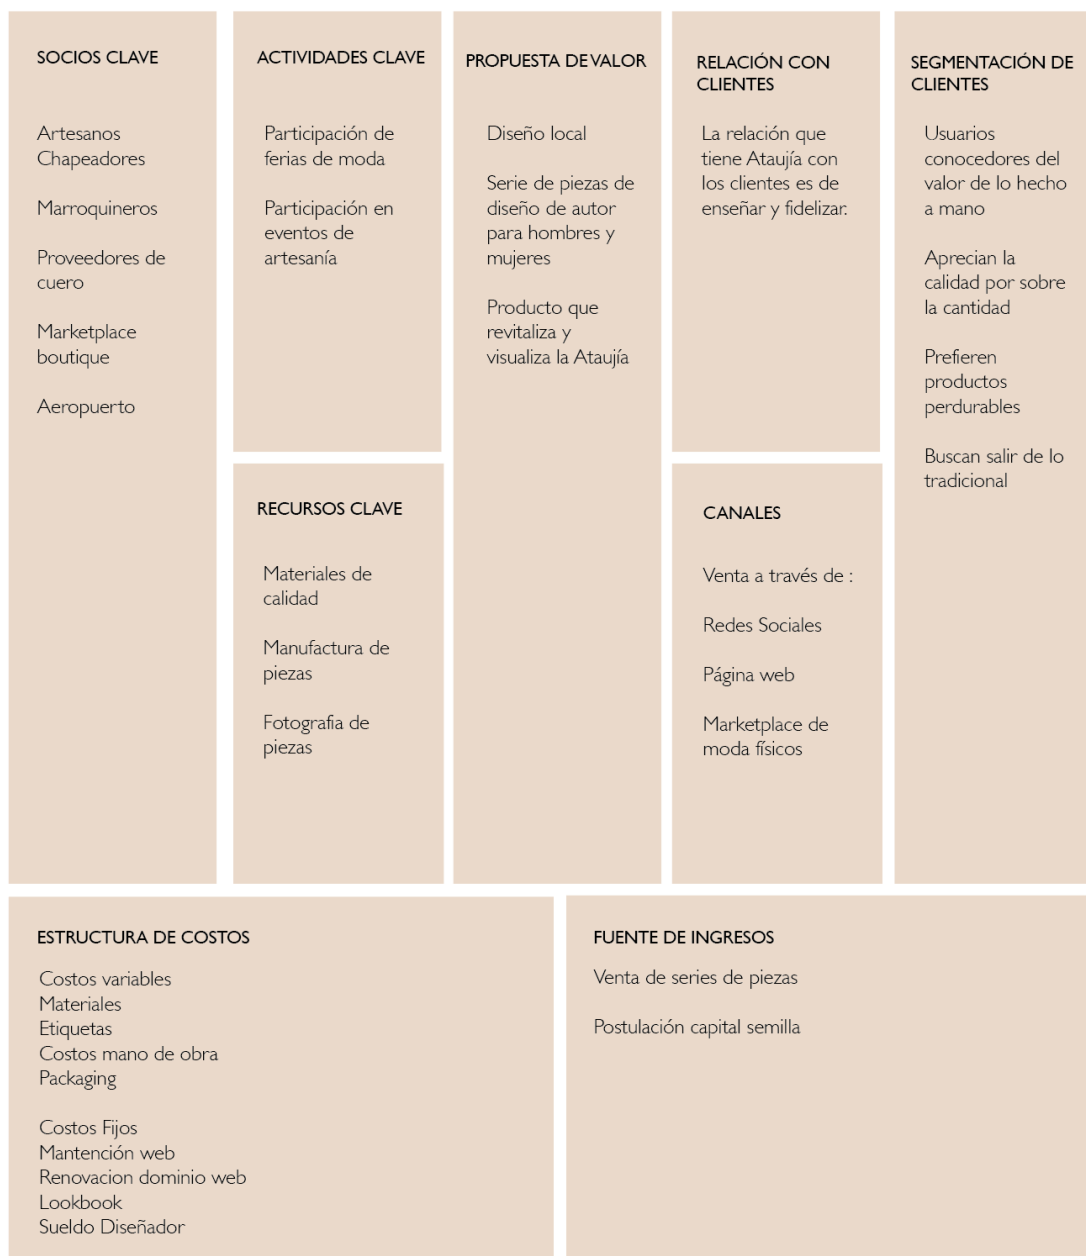 SOCIOS CLAVE
Artesanos
Chapeadores
Marroquineros
Proveedores de
cuero
Marketplace
boutique
Aeropuerto
ACTIVIDADES CLAVE
Participación de
ferias de moda
Participación en
eventos de
artesanía
RECURSOS CLAVE
Materiales de
calidad
Manufactura de
piezas
Fotografia de
piezas
PROPUESTA DE VALOR
Diseño local
Serie de piezas de
diseño de autor
para hombres y
mujeres
Producto que
revitaliza y
visualiza la Ataujía
RELACIÓN CON
CLIENTES
La relación que
tiene Ataujía con
los clientes es de
enseñar y fidelizar.
CANALES
Venta a través de :
Redes Sociales
Página web
Marketplace de
moda físicos
SEGMENTACIÓN DE
CLIENTES
Usuarios
conocedores del
valor de lo hecho
a mano
Aprecian la
calidad por sobre
la cantidad
Prefieren
productos
perdurables
Buscan salir de lo
tradicional
ESTRUCTURA DE COSTOS
Costos variables
Materiales
Etiquetas
Costos mano de obra
Packaging
Costos Fijos
Mantención web
Renovacion dominio web
Lookbook
Sueldo Diseñador
FUENTE DE INGRESOS
Venta de series de piezas
Postulación capital semilla